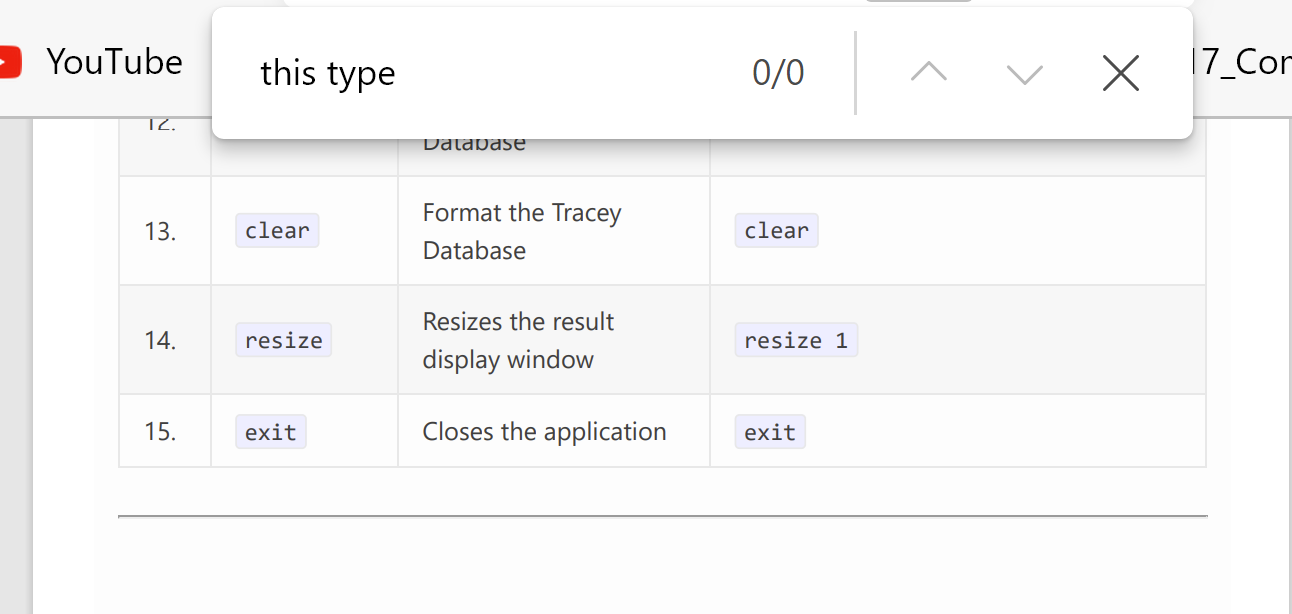 YouTube
this type
0/0
17_Con
12.
Database
13.
clear
Format the Tracey
Database
clear
14.
resize
Resizes the result
display window
resize 1
15.
exit
Closes the application
exit